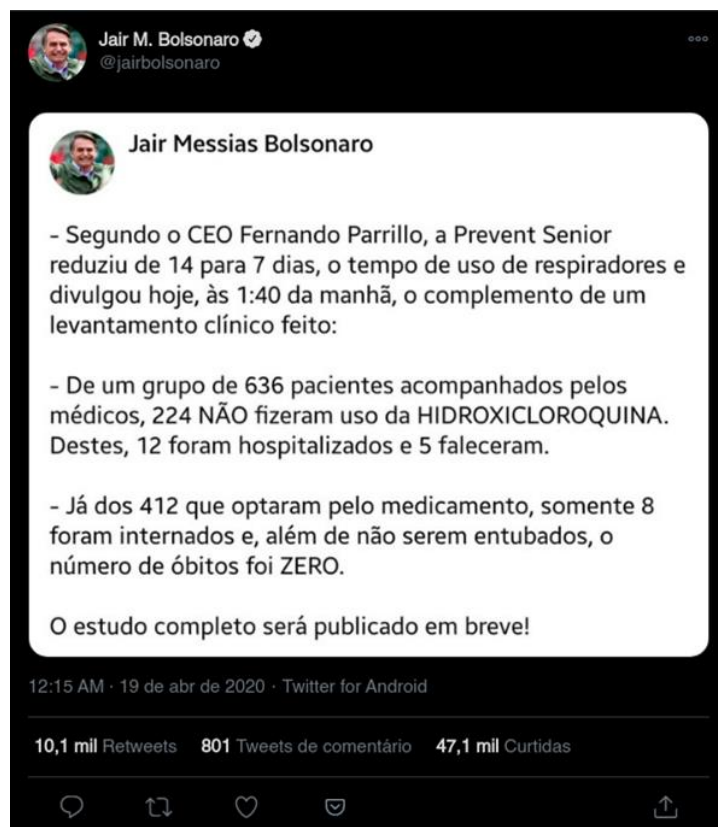 Jair M. Bolsonaro
@jairbolsonaro
Jair Messias Bolsonaro
- Segundo o CEO Fernando Parrillo, a Prevent Senior
reduziu de 14 para 7 dias, o tempo de uso de respiradores e
divulgou hoje, às 1:40 da manhã, o complemento de um
levantamento clínico feito:
- De um grupo de 636 pacientes acompanhados pelos
médicos, 224 NÃO fizeram uso da HIDROXICLOROQUINA.
Destes, 12 foram hospitalizados e 5 faleceram.
- Já dos 412 que optaram pelo medicamento, somente 8
foram internados e, além de não serem entubados, o
número de óbitos foi ZERO.
O estudo completo será publicado em breve!
12:15 AM · 19 de abr de 2020 · Twitter for Android
10,1 mil Retweets 801 Tweets de comentário 47,1 mil Curtidas